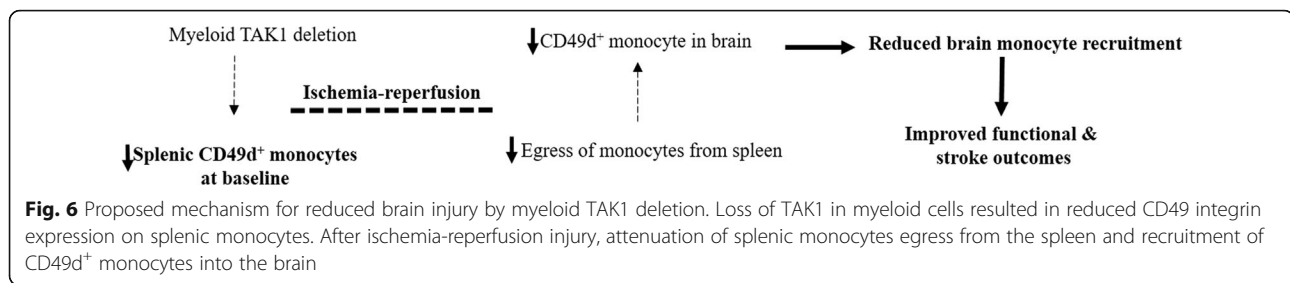 Myeloid TAK1 deletion
Ischemia-reperfusion
↓Splenic CD49d⁺ monocytes
at baseline
↓CD49d⁺ monocyte in brain
↓Egress of monocytes from spleen
Reduced brain monocyte recruitment
Improved functional &
stroke outcomes
Fig. 6 Proposed mechanism for reduced brain injury by myeloid TAK1 deletion. Loss of TAK1 in myeloid cells resulted in reduced CD49 integrin
expression on splenic monocytes. After ischemia-reperfusion injury, attenuation of splenic monocytes egress from the spleen and recruitment of
CD49d⁺ monocytes into the brain